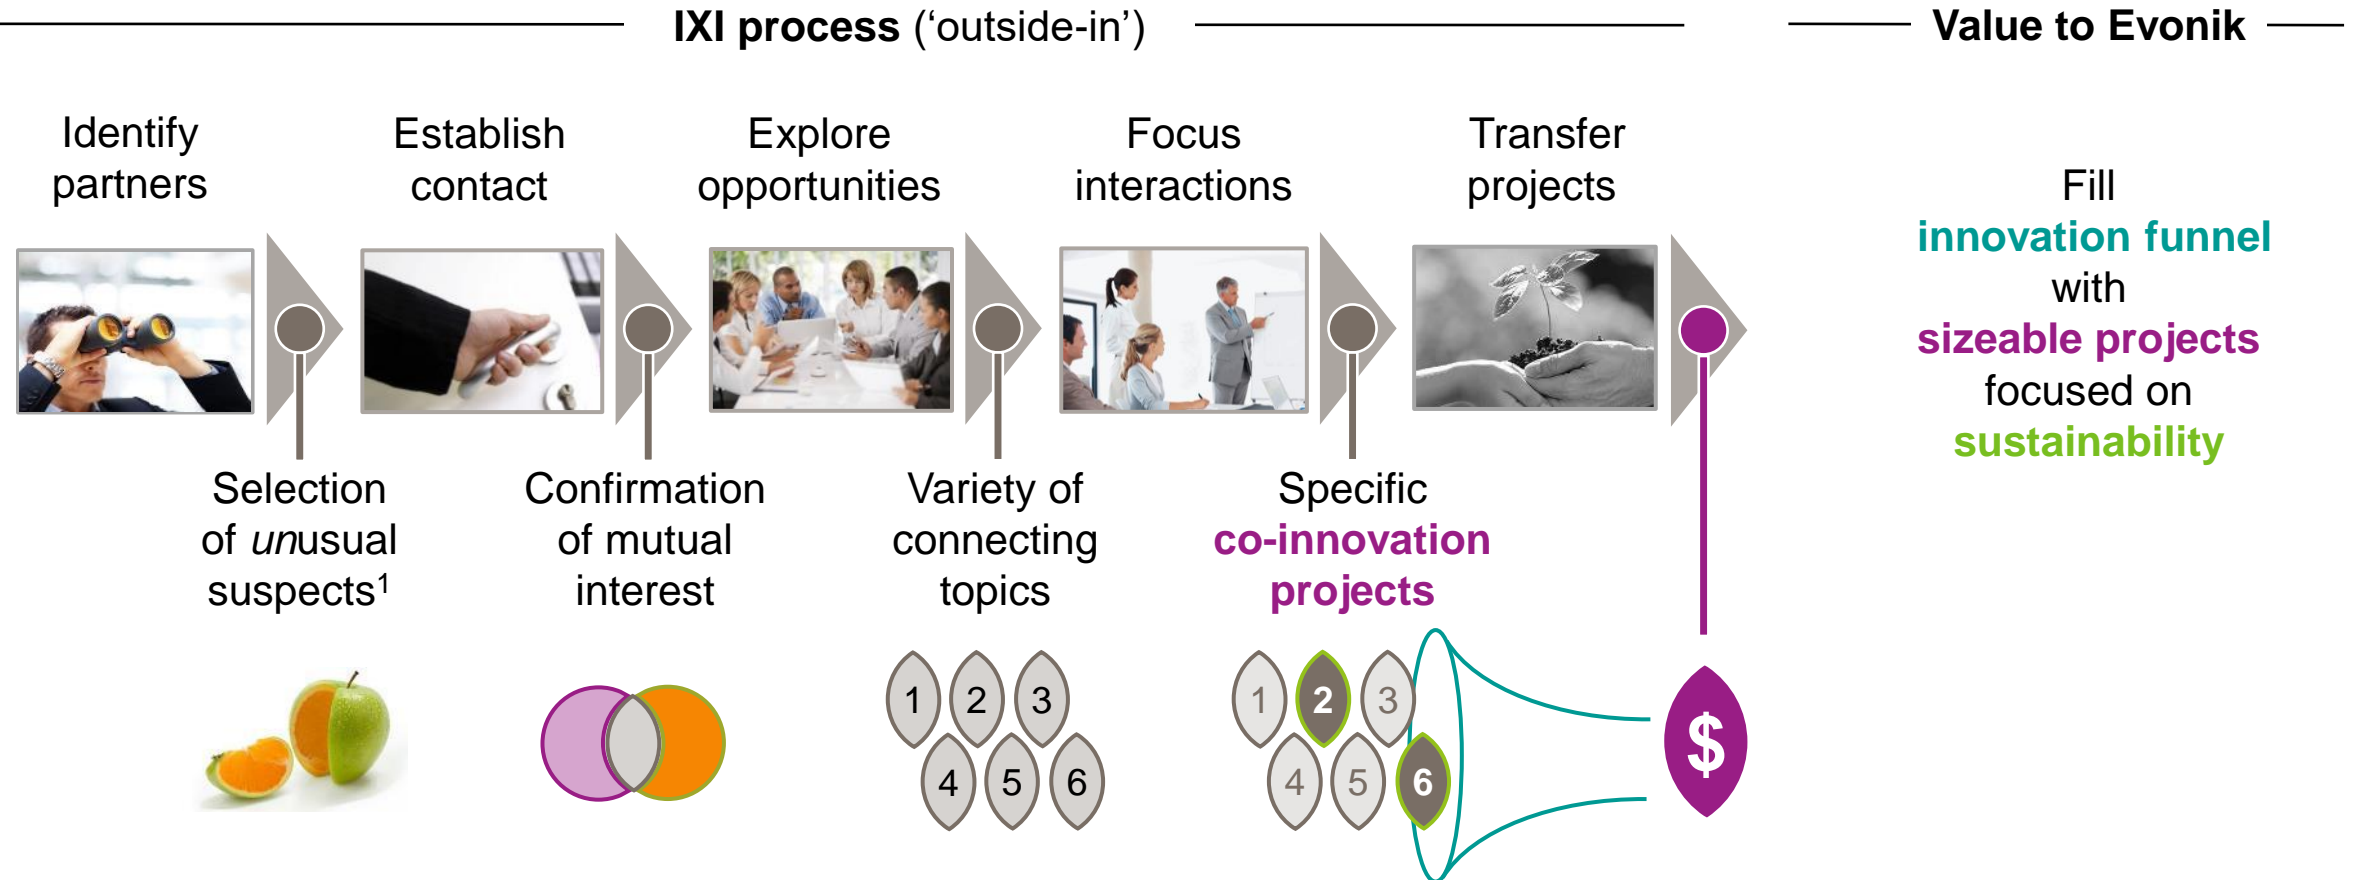 IXI process (‘outside-in’)
Value to Evonik
Identify
partners
Establish
contact
Explore
opportunities
Focus
interactions
Transfer
projects
Selection
of unusual
suspects¹
Confirmation
of mutual
interest
Variety of
connecting
topics
Specific
co-innovation
projects
1 2 3
4 5 6
1 2 3
4 5 6
$
Fill
innovation funnel
with
sizeable projects
focused on
sustainability